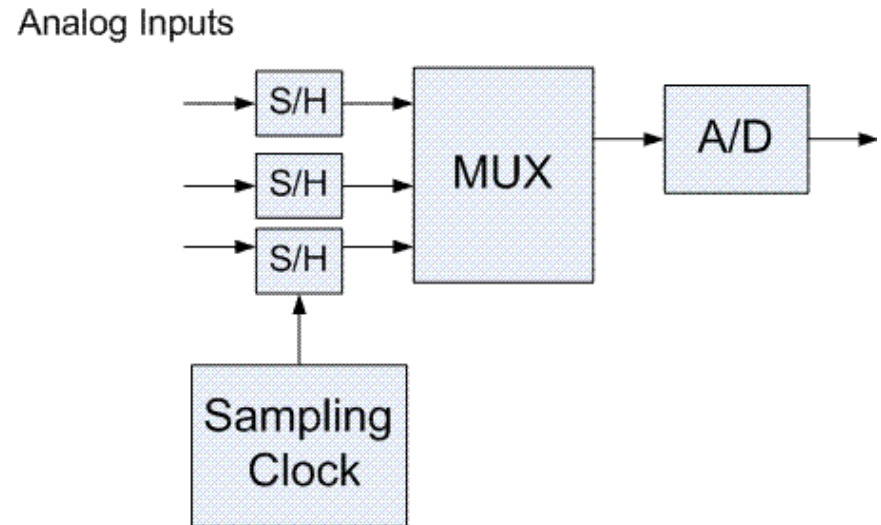 Analog Inputs
S/H
S/H
S/H
MUX
A/D
Sampling
Clock